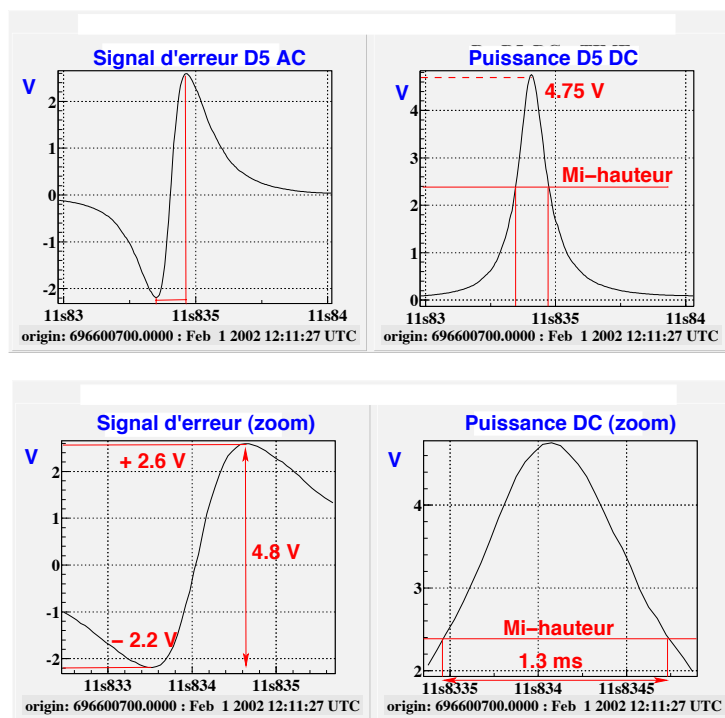 Signal d'erreur D5 AC
V
2
1
0
-1
-2
11s83 11s835 11s84
origin: 696600700.0000 : Feb 1 2002 12:11:27 UTC
Puissance D5 DC
V
4.75 V
4
3
Mi-hauteur
2
1
0
11s83 11s835 11s84
origin: 696600700.0000 : Feb 1 2002 12:11:27 UTC
Signal d'erreur (zoom)
V
+ 2.6 V
2
1
4.8 V
0
-1
- 2.2 V
-2
11s833 11s834 11s835
origin: 696600700.0000 : Feb 1 2002 12:11:27 UTC
Puissance DC (zoom)
V
4
3
Mi-hauteur
1.3 ms
2
11s8335 11s834 11s8345
origin: 696600700.0000 : Feb 1 2002 12:11:27 UTC